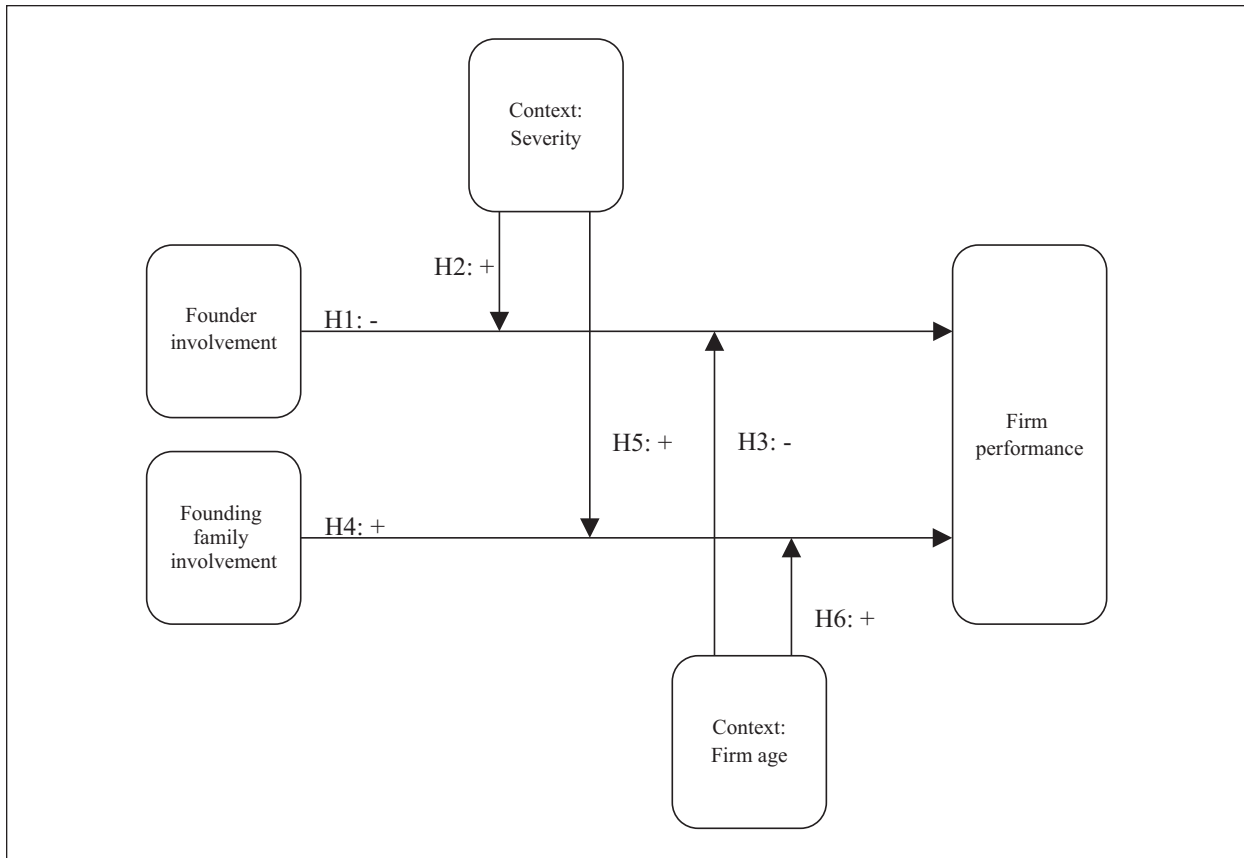 Context:
Severity
H2: +
Founder
involvement
H1: -
Firm
performance
H5: +
H3: -
Founding
family
involvement
H4: +
H6: +
Context:
Firm age